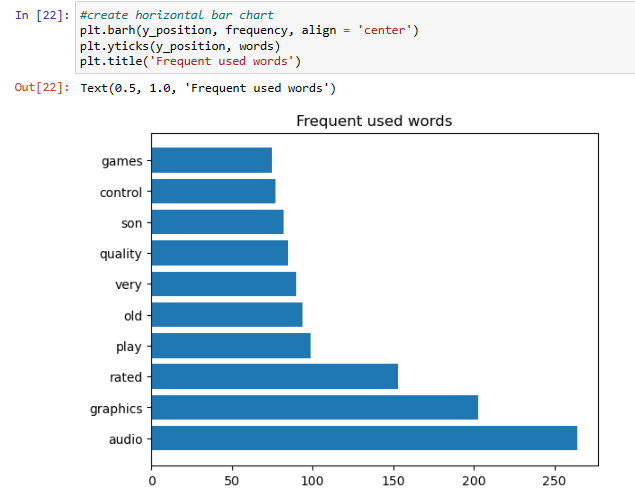 In [22]: #create horizontal bar chart
plt.barh(y_position, frequency, align = 'center')
plt.yticks(y_position, words)
plt.title('Frequent used words')
Out[22]: Text(0.5, 1.0, 'Frequent used words')
Frequent used words
games
control
son
quality
very
old
play
rated
graphics
audio
0 50 100 150 200 250